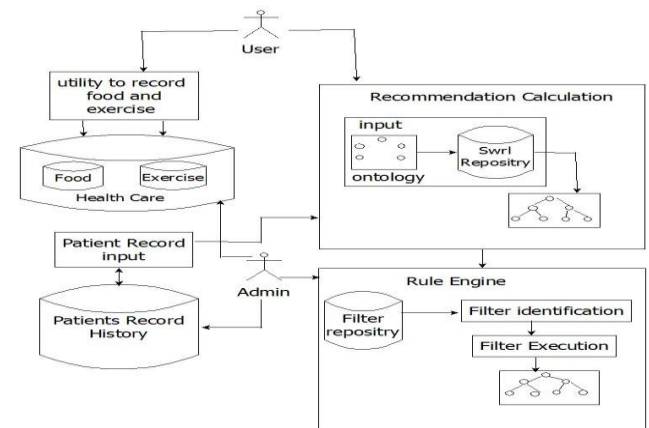 User
utility to record
food and
exercise
Food
Exercise
Health Care
Patient Record
input
Patients Record
History
Admin
Recommendation Calculation
input
ontology
Swrl
Repositry
Rule Engine
Filter
repositry
Filter identification
Filter Execution